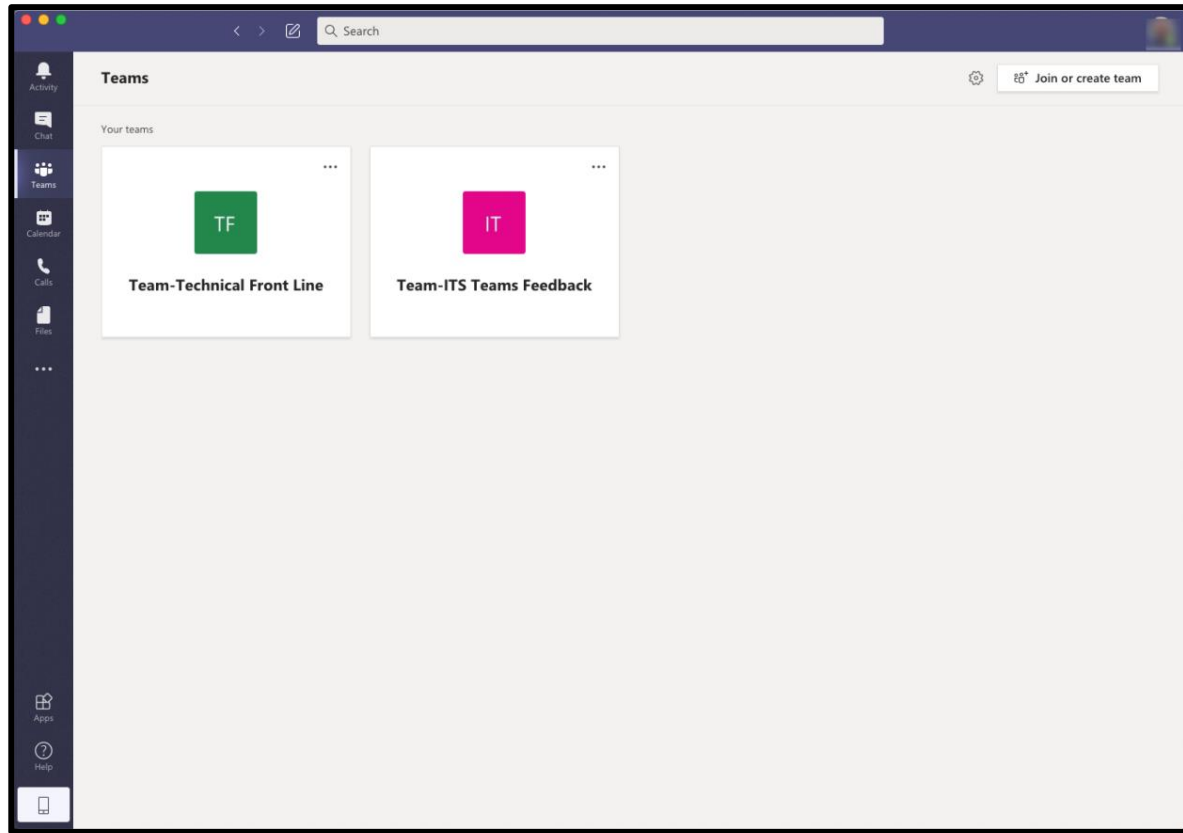 Search
Activity
Chat
Teams
Calendar
Calls
Files
Apps
Help
Teams
Join or create team
Your teams
TF
Team-Technical Front Line
IT
Team-ITS Teams Feedback